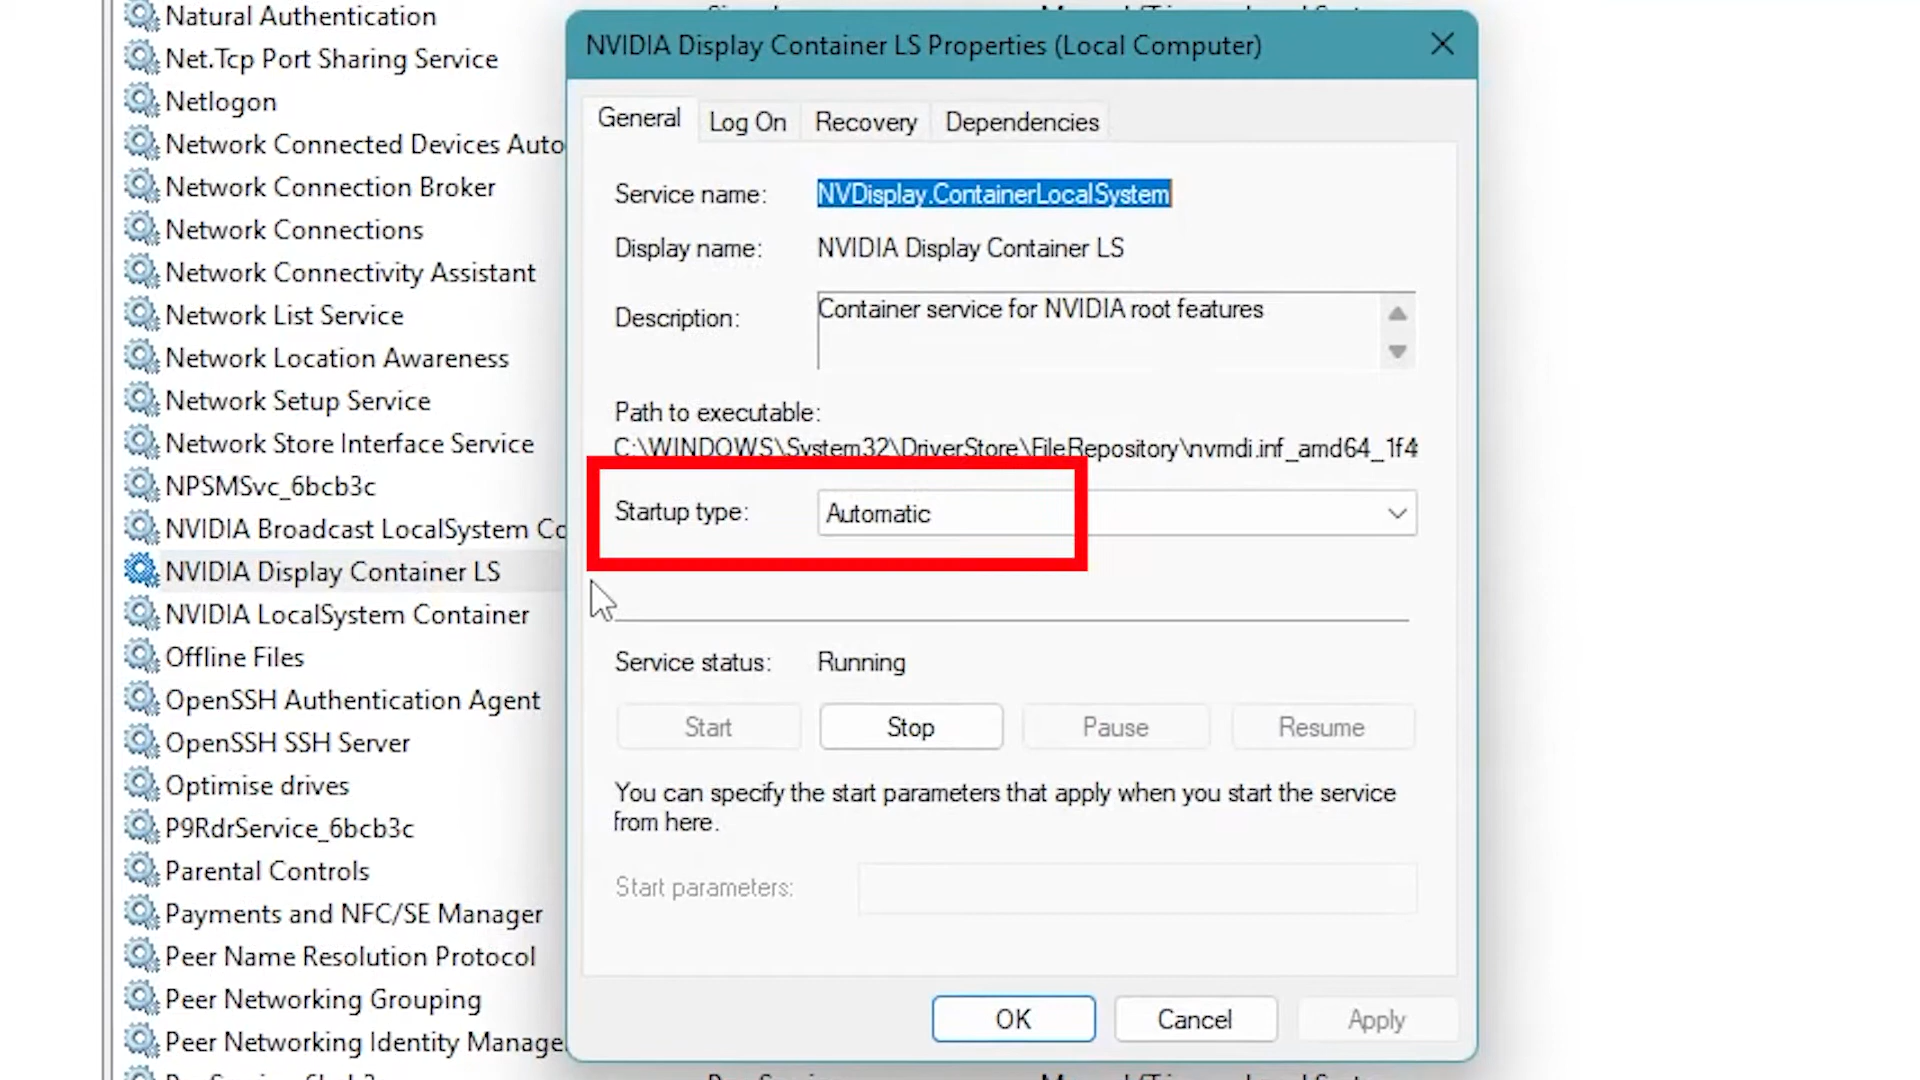 Natural Authentication
Net.Tcp Port Sharing Service
Netlogon
Network Connected Devices Auto
Network Connection Broker
Network Connections
Network Connectivity Assistant
Network List Service
Network Location Awareness
Network Setup Service
Network Store Interface Service
NPSMSvc_6bcb3c
NVIDIA Broadcast LocalSystem Co
NVIDIA Display Container LS
NVIDIA LocalSystem Container
Offline Files
OpenSSH Authentication Agent
OpenSSH SSH Server
Optimise drives
P9RdrService_6bcb3c
Parental Controls
Payments and NFC/SE Manager
Peer Name Resolution Protocol
Peer Networking Grouping
Peer Networking Identity Manage
NVIDIA Display Container LS Properties (Local Computer)
General Log On Recovery Dependencies
Service name: NVDisplay.ContainerLocalSystem
Display name: NVIDIA Display Container LS
Description: Container service for NVIDIA root features
Path to executable:
C:\WINDOWS\System32\DriverStore\FileRepository\nvmdi.inf_amd64_1f4
Startup type: Automatic
Service status: Running
Start Stop Pause Resume
You can specify the start parameters that apply when you start the service
from here.
Start parameters:
OK Cancel Apply